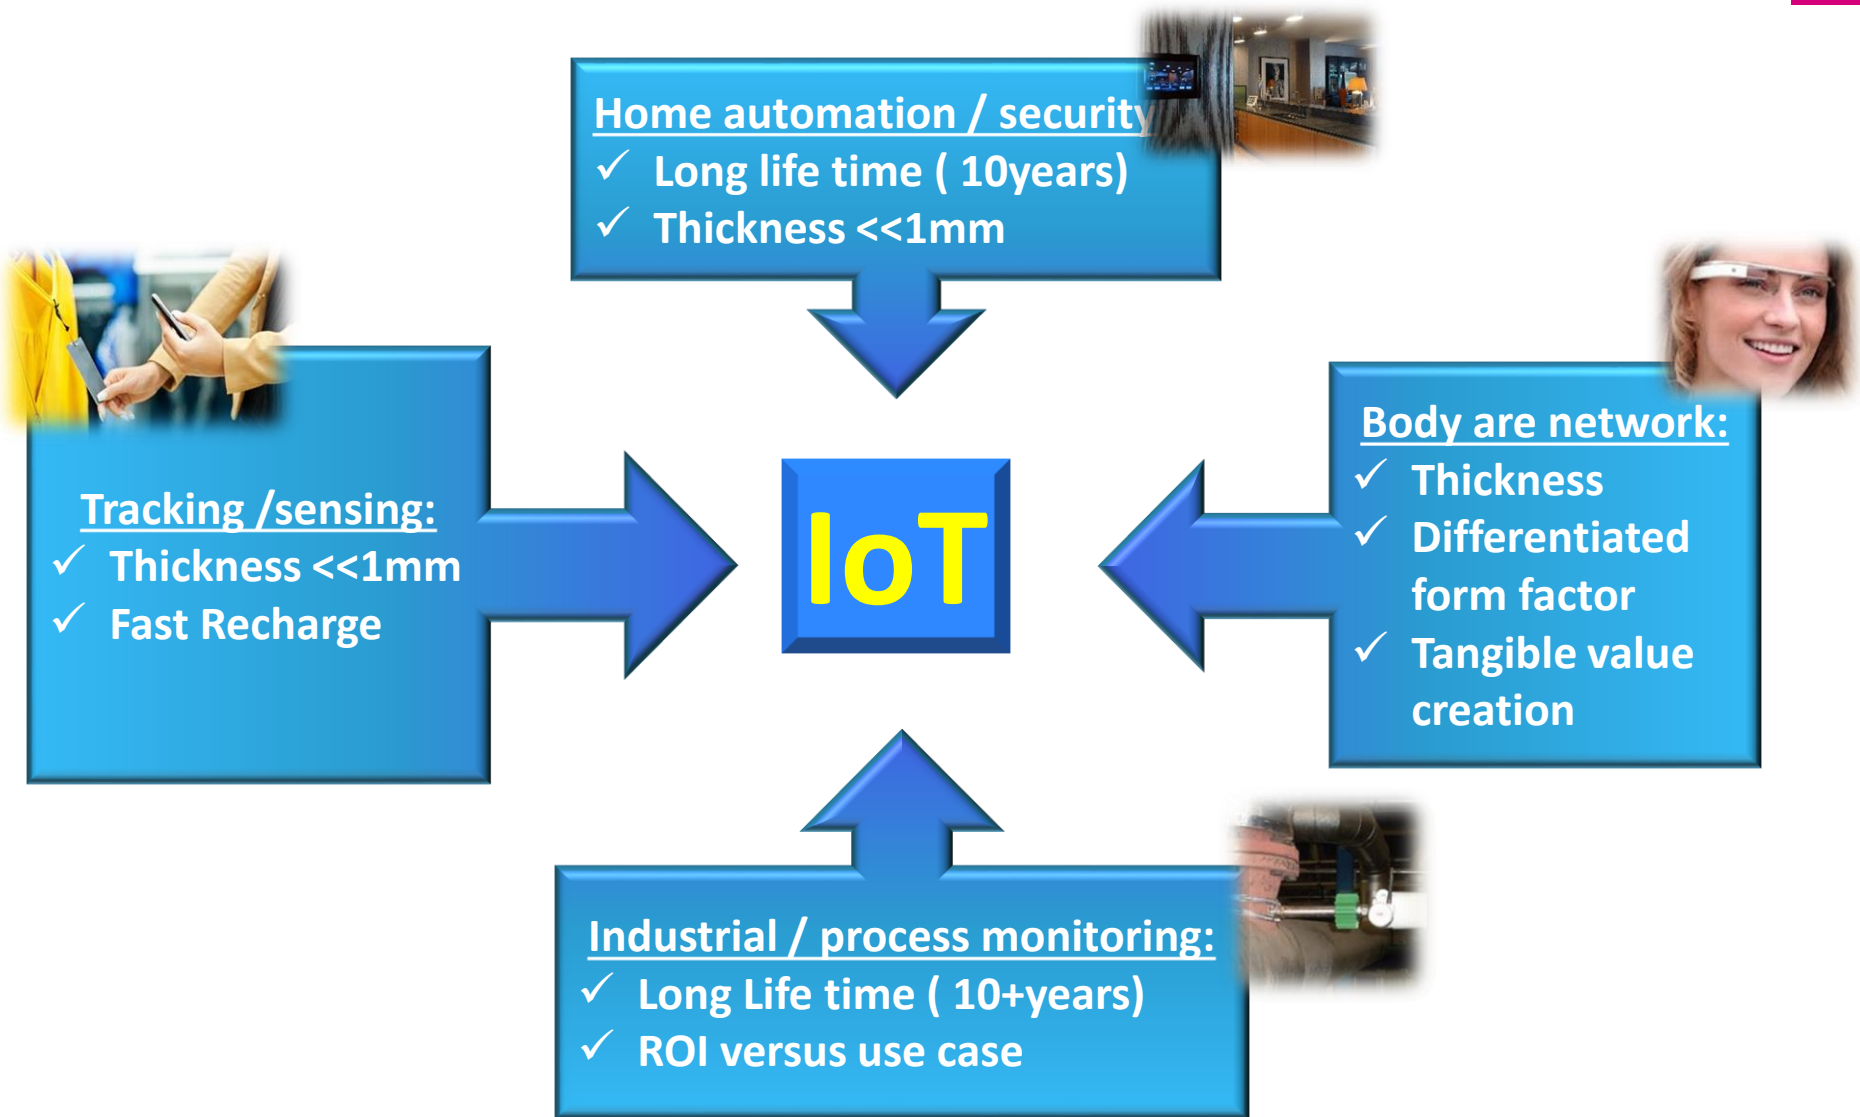 Home automation / security
✓ Long life time ( 10years)
✓ Thickness <<1mm
Tracking /sensing:
✓ Thickness <<1mm
✓ Fast Recharge
IoT
Body are network:
✓ Thickness
✓ Differentiated
form factor
✓ Tangible value
creation
Industrial / process monitoring:
✓ Long Life time ( 10+years)
✓ ROI versus use case